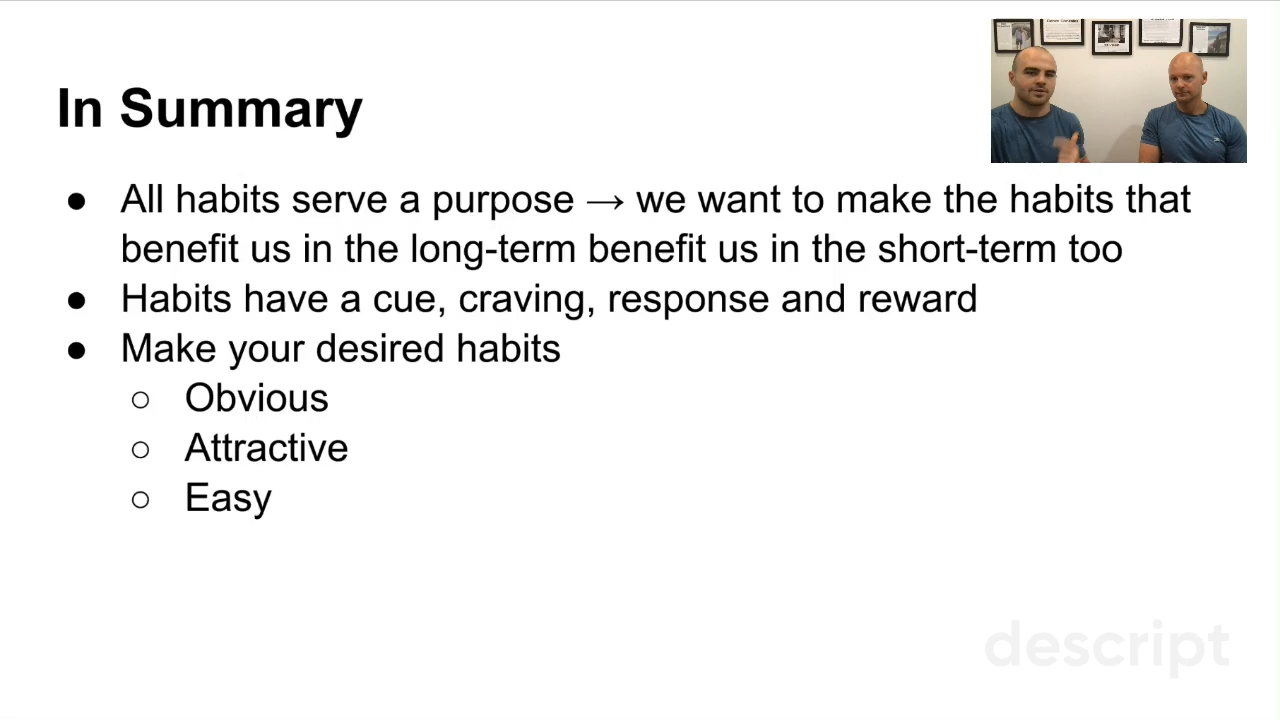 In Summary
● All habits serve a purpose → we want to make the habits that
benefit us in the long-term benefit us in the short-term too
● Habits have a cue, craving, response and reward
● Make your desired habits
○ Obvious
○ Attractive
○ Easy
descript